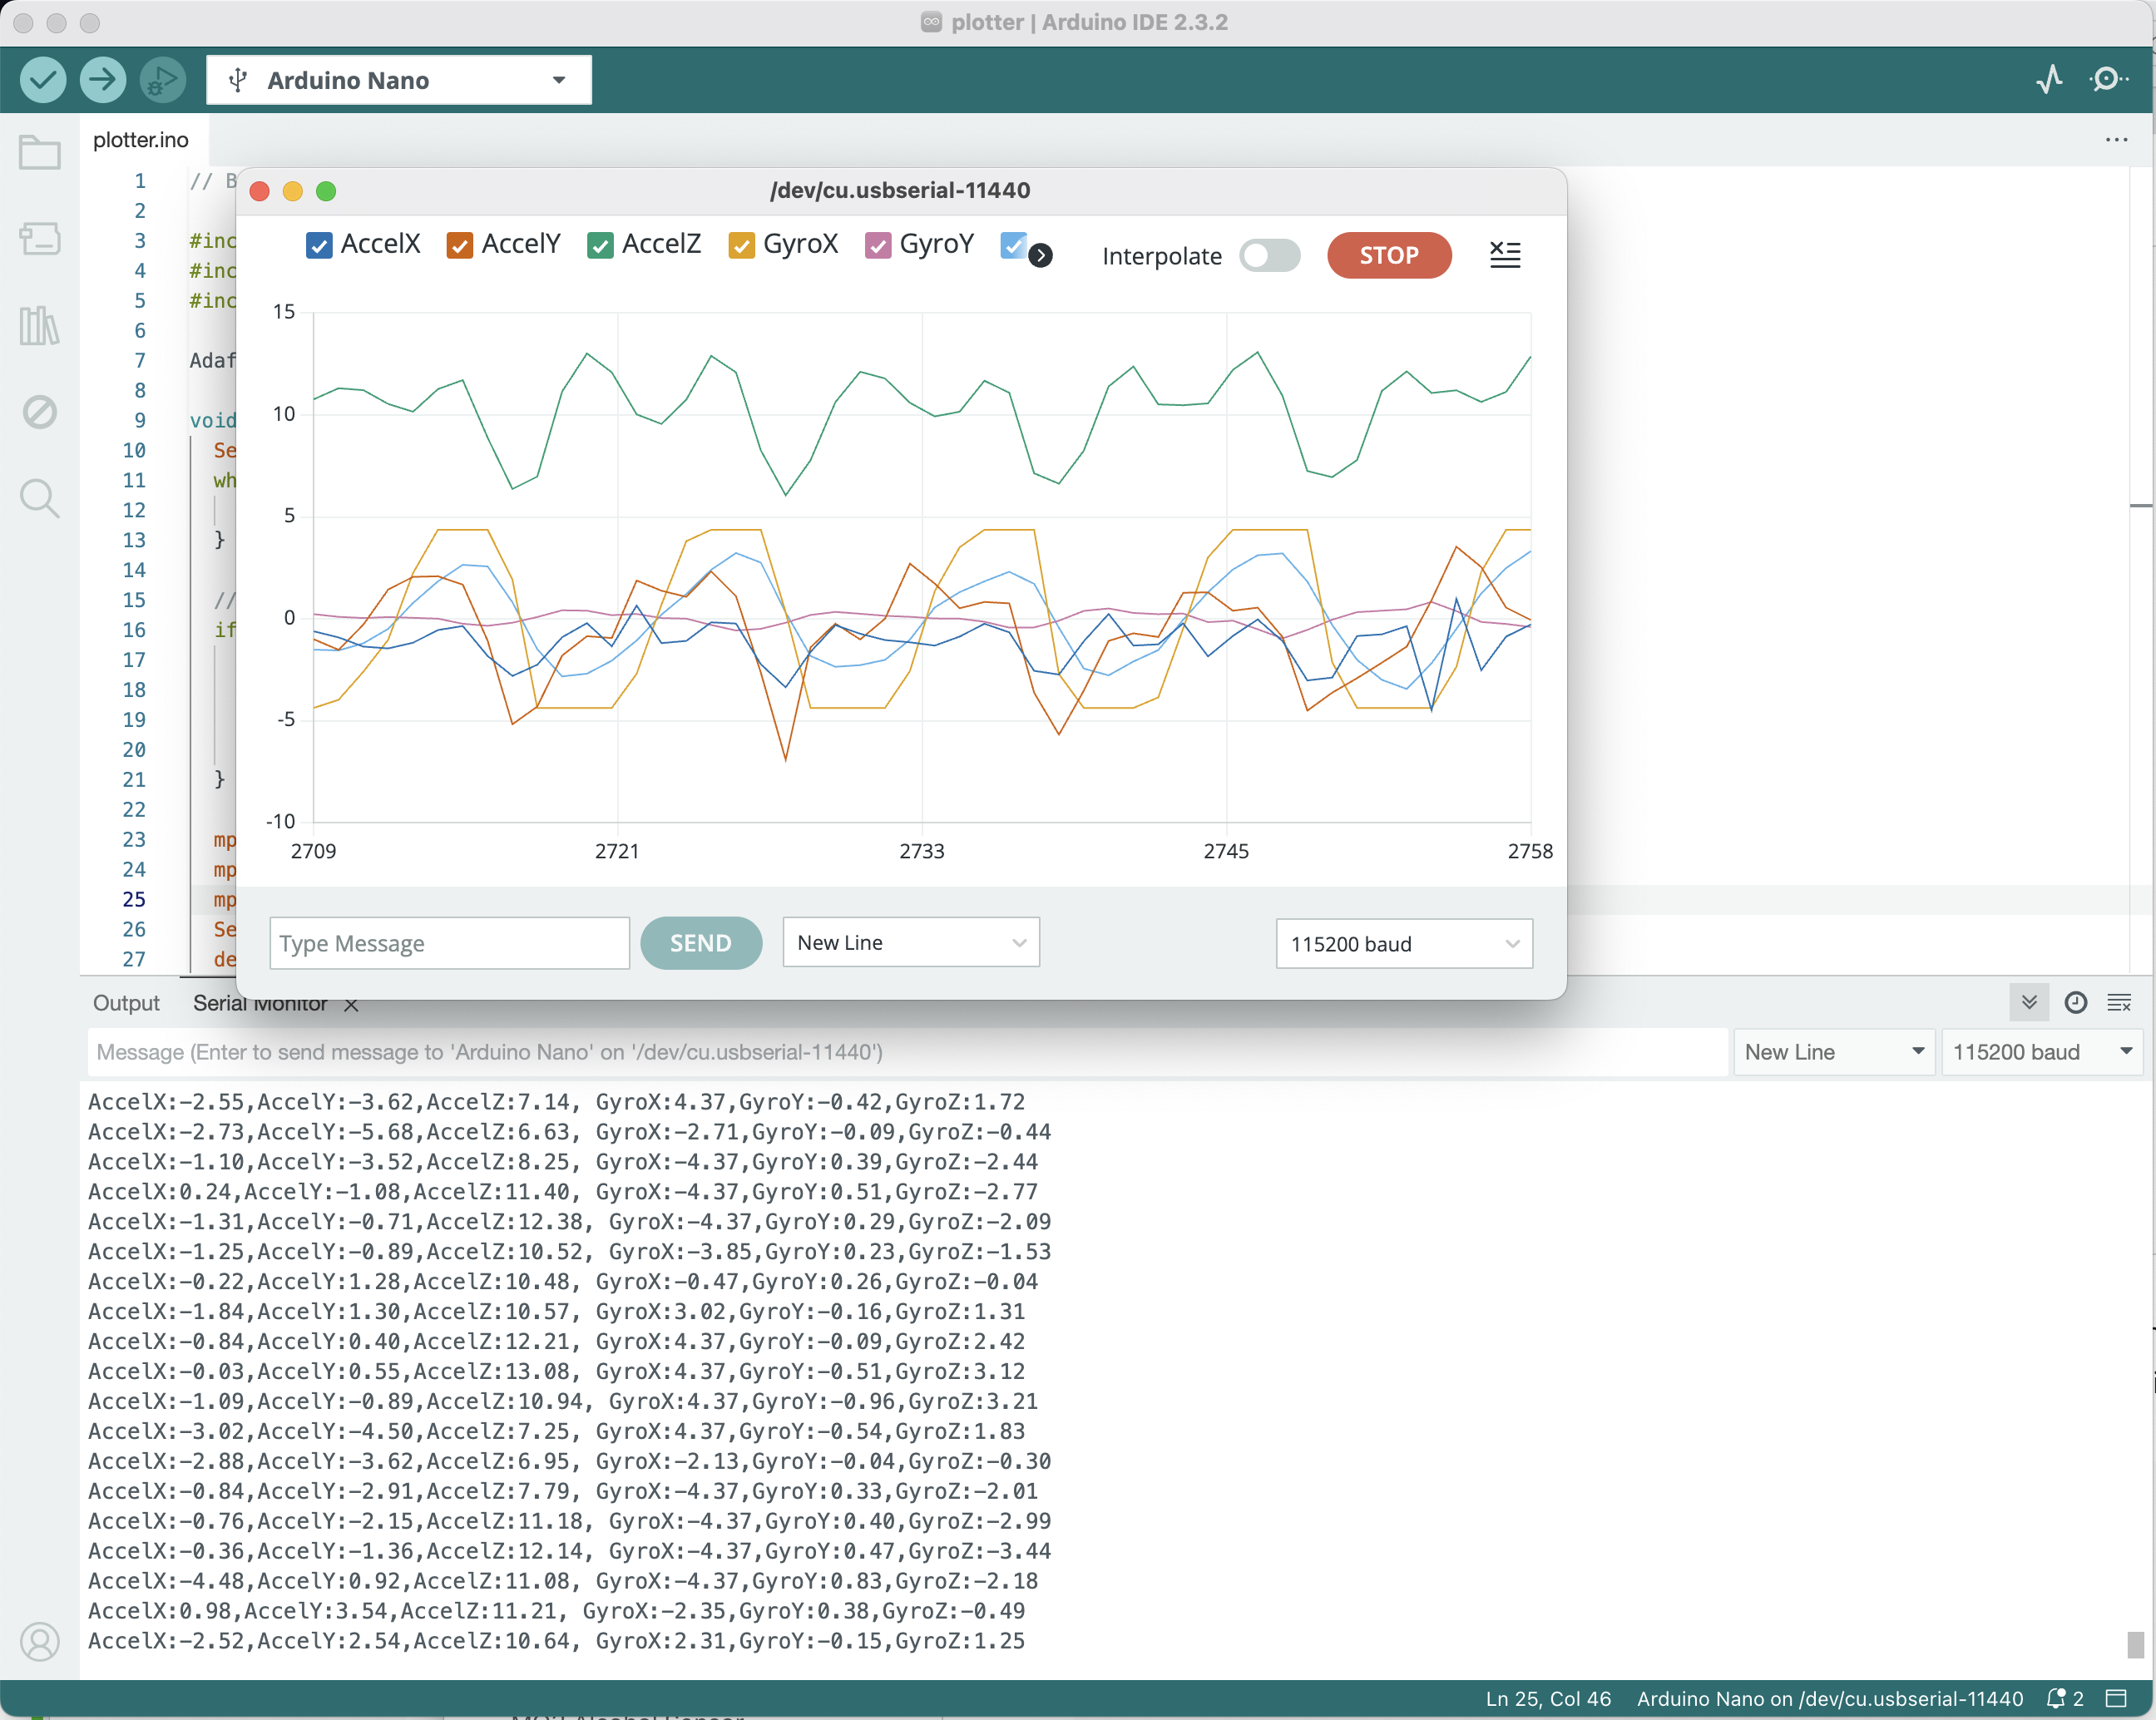 plotter | Arduino IDE 2.3.2
Arduino Nano
plotter.ino
/dev/cu.usbserial-11440
AccelX AccelY AccelZ GyroX GyroY
Interpolate STOP
15
10
5
0
-5
-10
2709 2721 2733 2745 2758
Type Message SEND New Line 115200 baud
1 // B
2
3 #inc
4 #inc
5 #inc
6
7 Adaf
8
9 void
10 Se
11 wh
12
13 }
14
15 //
16 if
17
18
19
20
21 }
22
23 mp
24 mp
25 mp
26 Se
27 de
Output Serial Monitor
Message (Enter to send message to 'Arduino Nano' on '/dev/cu.usbserial-11440') New Line 115200 baud
AccelX:-2.55,AccelY:-3.62,AccelZ:7.14, GyroX:4.37,GyroY:-0.42,GyroZ:1.72
AccelX:-2.73,AccelY:-5.68,AccelZ:6.63, GyroX:-2.71,GyroY:-0.09,GyroZ:-0.44
AccelX:-1.10,AccelY:-3.52,AccelZ:8.25, GyroX:-4.37,GyroY:0.39,GyroZ:-2.44
AccelX:0.24,AccelY:-1.08,AccelZ:11.40, GyroX:-4.37,GyroY:0.51,GyroZ:-2.77
AccelX:-1.31,AccelY:-0.71,AccelZ:12.38, GyroX:-4.37,GyroY:0.29,GyroZ:-2.09
AccelX:-1.25,AccelY:-0.89,AccelZ:10.52, GyroX:-3.85,GyroY:0.23,GyroZ:-1.53
AccelX:-0.22,AccelY:1.28,AccelZ:10.48, GyroX:-0.47,GyroY:0.26,GyroZ:-0.04
AccelX:-1.84,AccelY:1.30,AccelZ:10.57, GyroX:3.02,GyroY:-0.16,GyroZ:1.31
AccelX:-0.84,AccelY:0.40,AccelZ:12.21, GyroX:4.37,GyroY:-0.09,GyroZ:2.42
AccelX:-0.03,AccelY:0.55,AccelZ:13.08, GyroX:4.37,GyroY:-0.51,GyroZ:3.12
AccelX:-1.09,AccelY:-0.89,AccelZ:10.94, GyroX:4.37,GyroY:-0.96,GyroZ:3.21
AccelX:-3.02,AccelY:-4.50,AccelZ:7.25, GyroX:4.37,GyroY:-0.54,GyroZ:1.83
AccelX:-2.88,AccelY:-3.62,AccelZ:6.95, GyroX:-2.13,GyroY:-0.04,GyroZ:-0.30
AccelX:-0.84,AccelY:-2.91,AccelZ:7.79, GyroX:-4.37,GyroY:0.33,GyroZ:-2.01
AccelX:-0.76,AccelY:-2.15,AccelZ:11.18, GyroX:-4.37,GyroY:0.40,GyroZ:-2.99
AccelX:-0.36,AccelY:-1.36,AccelZ:12.14, GyroX:-4.37,GyroY:0.47,GyroZ:-3.44
AccelX:-4.48,AccelY:0.92,AccelZ:11.08, GyroX:-4.37,GyroY:0.83,GyroZ:-2.18
AccelX:0.98,AccelY:3.54,AccelZ:11.21, GyroX:-2.35,GyroY:0.38,GyroZ:-0.49
AccelX:-2.52,AccelY:2.54,AccelZ:10.64, GyroX:2.31,GyroY:-0.15,GyroZ:1.25
Ln 25, Col 46 Arduino Nano on /dev/cu.usbserial-11440 2